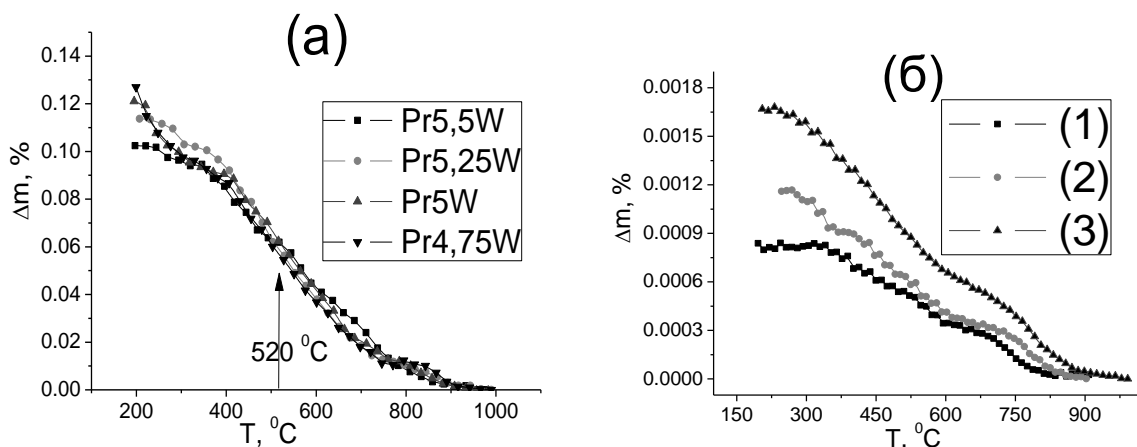 (а)
0.14
0.12
0.10
0.08
0.06
0.04
0.02
0.00
Δm, %
Pr5,5W
Pr5,25W
Pr5W
Pr4,75W
520 ⁰C
200 400 600 800 1000
T, ⁰C
(б)
0.0018
0.0015
0.0012
0.0009
0.0006
0.0003
0.0000
Δm, %
(1)
(2)
(3)
150 300 450 600 750 900
T, ⁰C